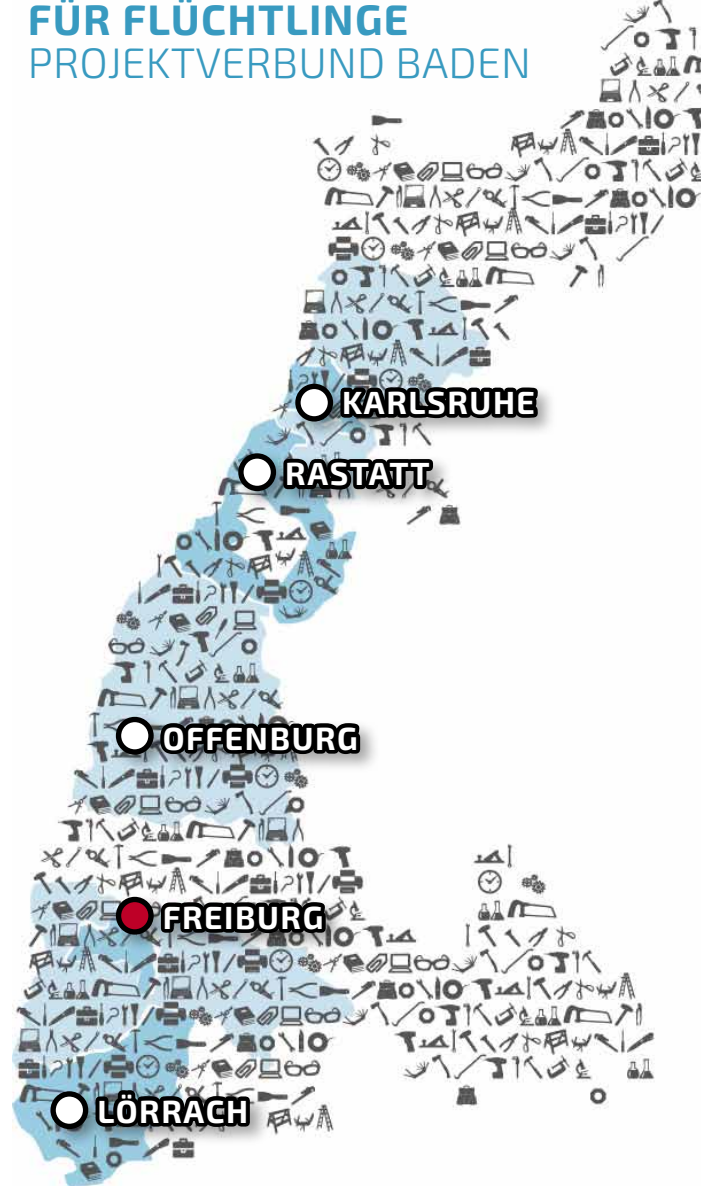 FÜR FLÜCHTLINGE
PROJEKTVERBUND BADEN
KARLSRUHE
RASTATT
OFFENBURG
FREIBURG
LÖRRACH